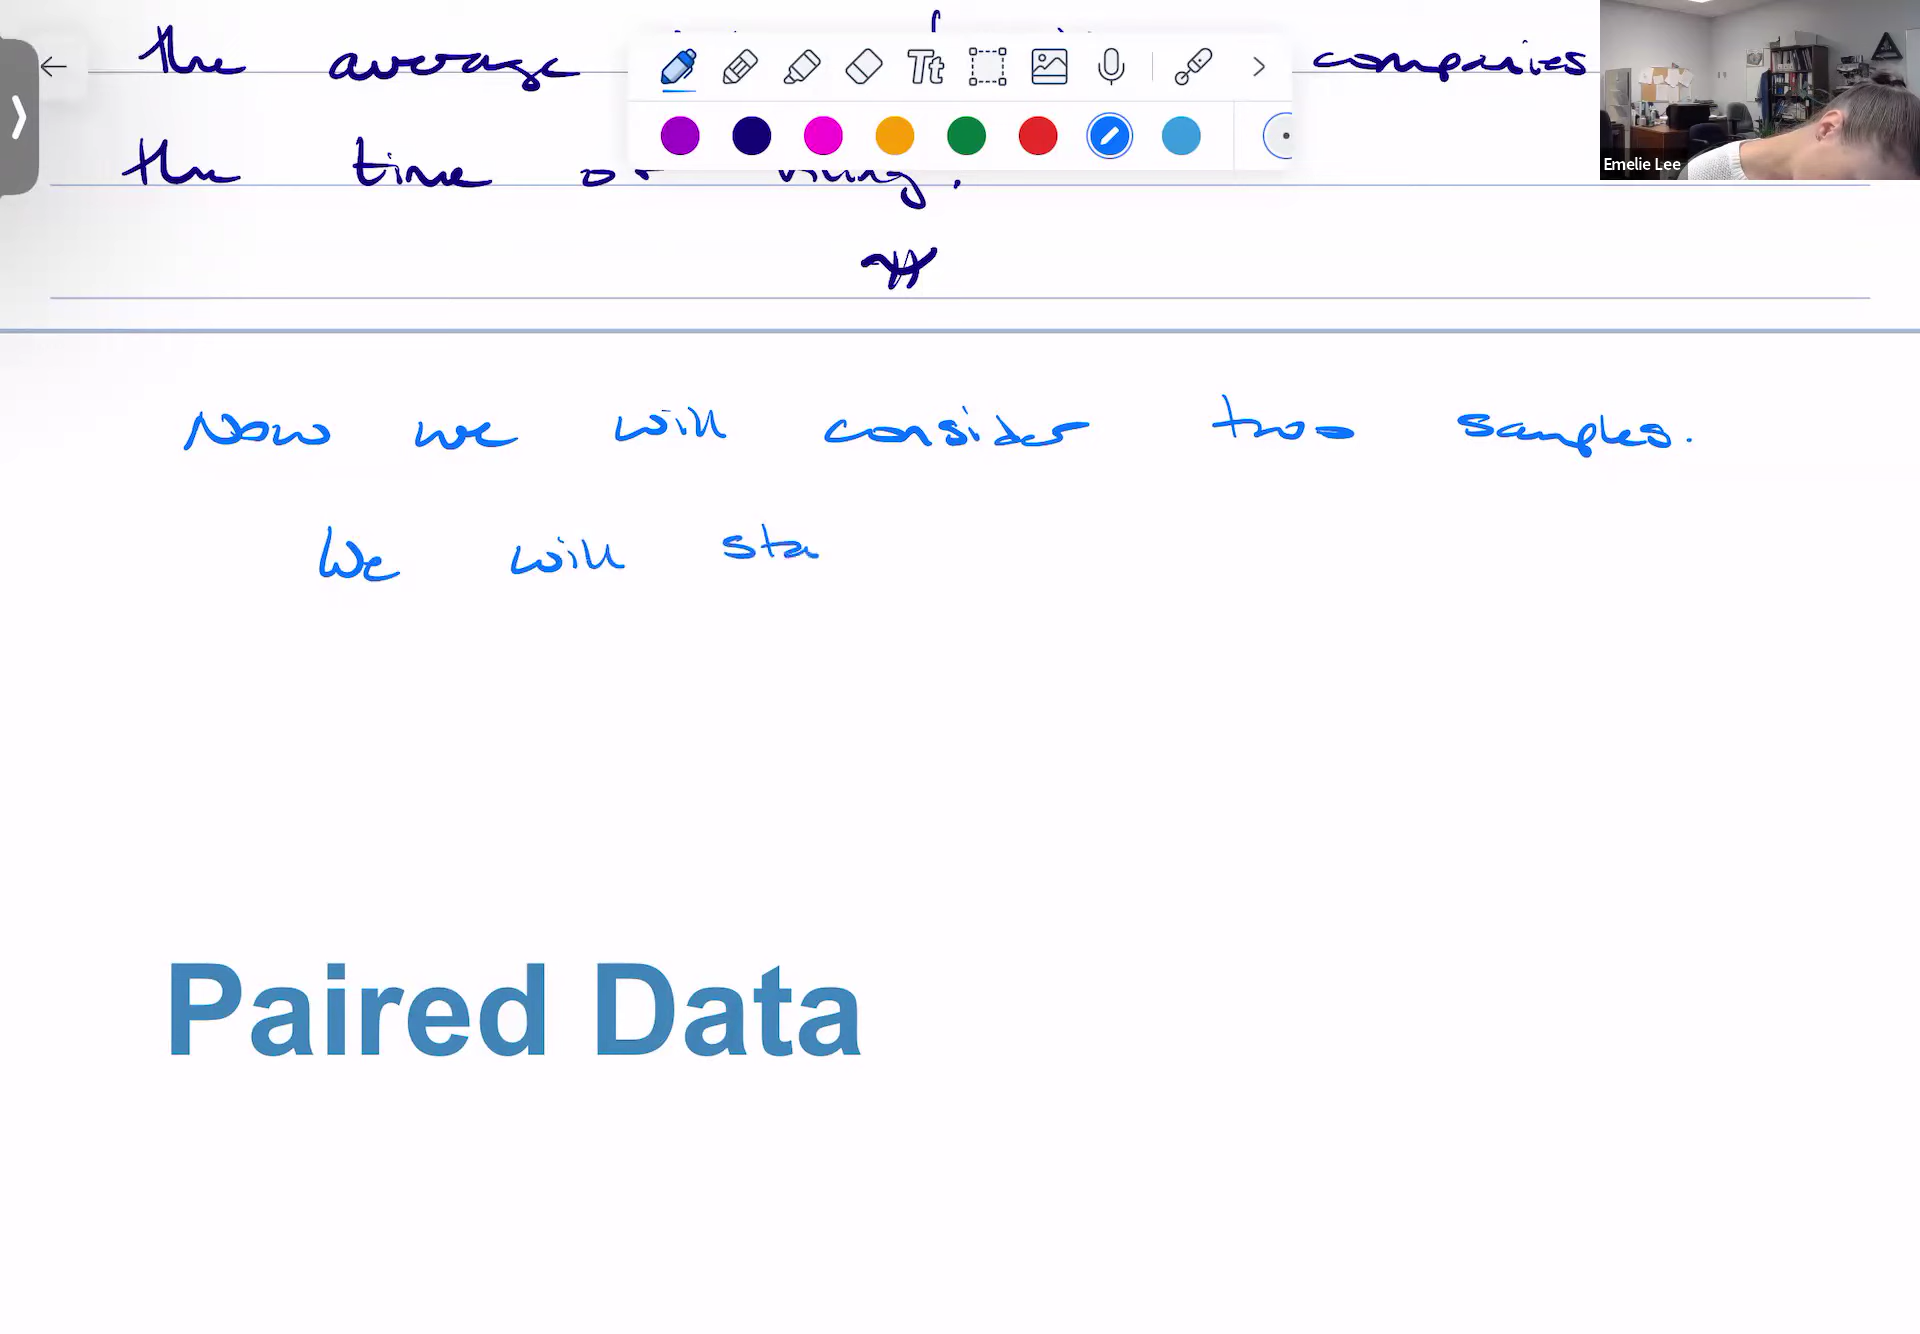 the average companies
the time
Emelie Lee
Now we will consider two samples.
We will sta
Paired Data